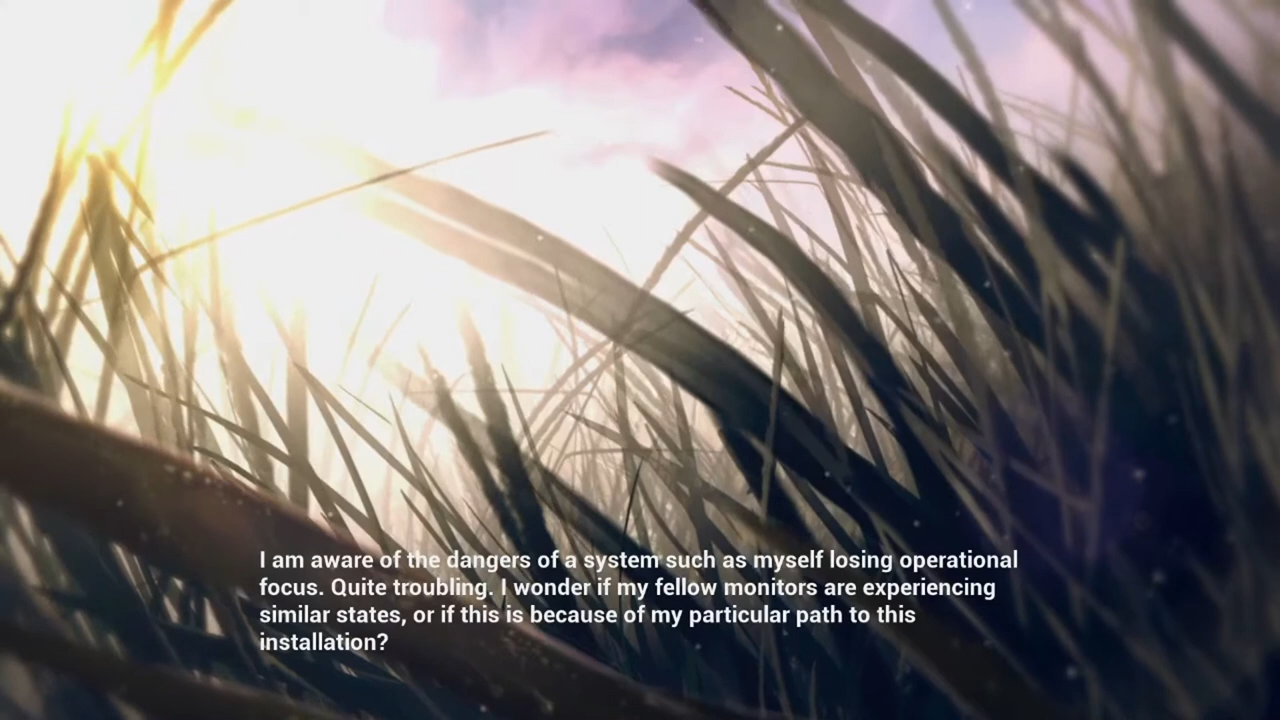 I am aware of the dangers of a system such as myself losing operational
focus. Quite troubling. I wonder if my fellow monitors are experiencing
similar states, or if this is because of my particular path to this
installation?